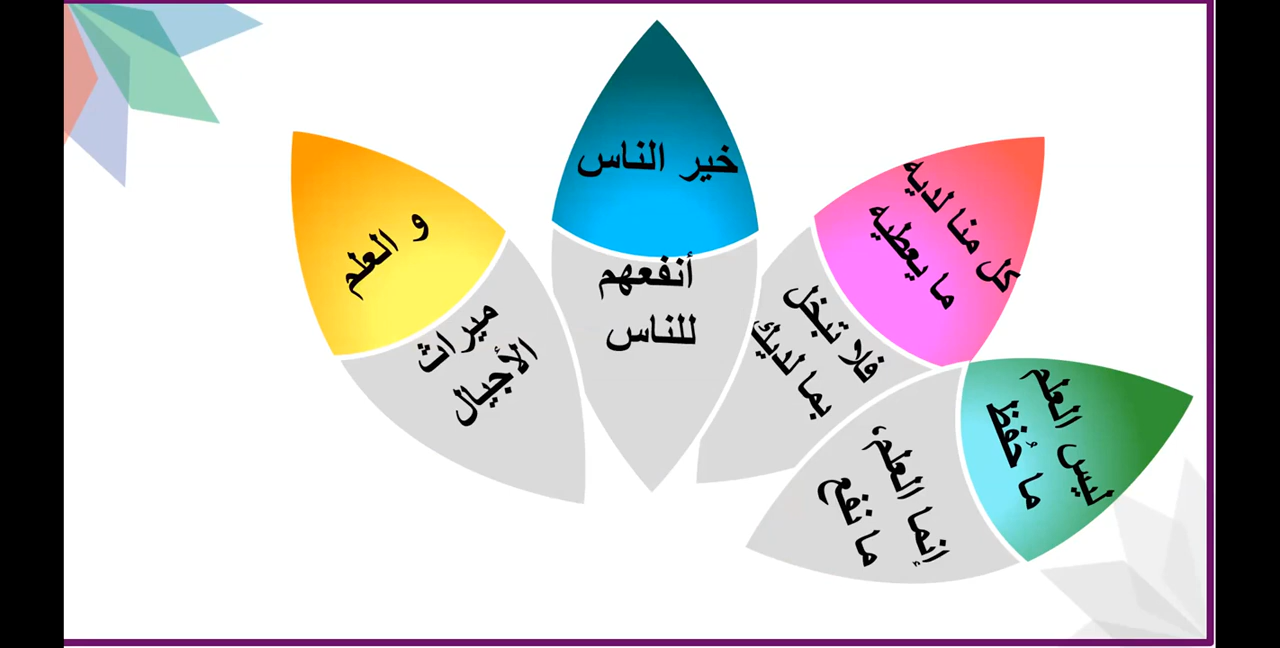 ليس العلم
ما حُفظ
إنما العلم،
ما نفع
كل منا لديه
ما يعطيه
فلا تبخل
بما لديك
خير الناس
أنفعهم
للناس
و العلم
ميراث
الأجيال